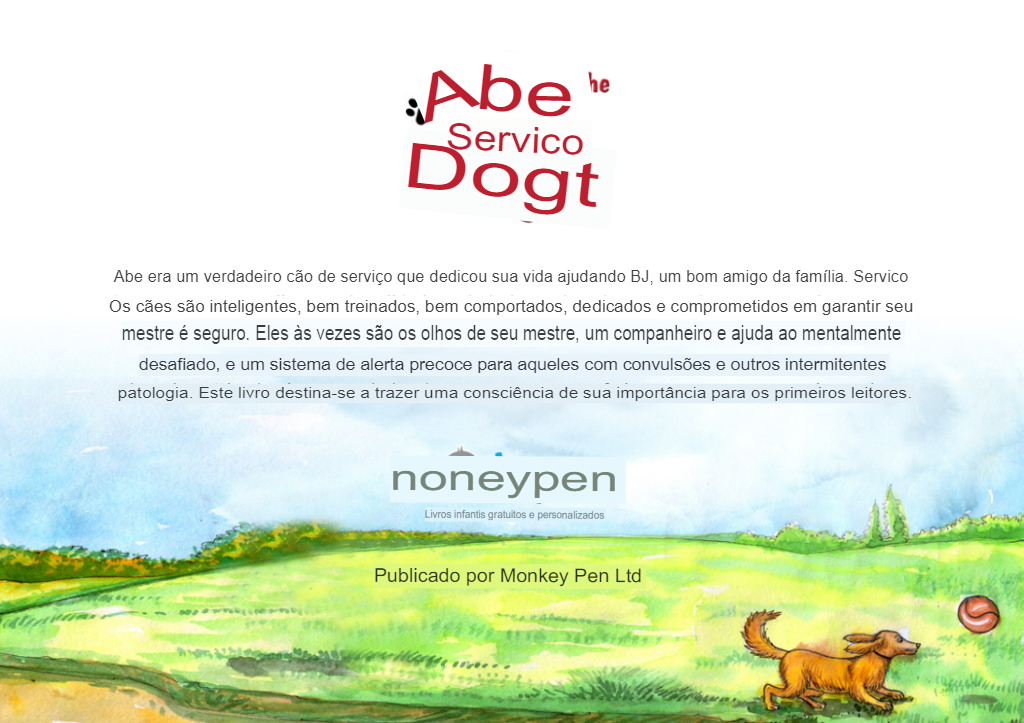 Abe he
Servico
Dogt
Abe era um verdadeiro cão de serviço que dedicou sua vida ajudando BJ, um bom amigo da família. Servico
Os cães são inteligentes, bem treinados, bem comportados, dedicados e comprometidos em garantir seu
mestre é seguro. Eles às vezes são os olhos de seu mestre, um companheiro e ajuda ao mentalmente
desafiado, e um sistema de alerta precoce para aqueles com convulsões e outros intermitentes
patologia. Este livro destina-se a trazer uma consciência de sua importância para os primeiros leitores.
noneypen
Livros infantis gratuitos e personalizados
Publicado por Monkey Pen Ltd